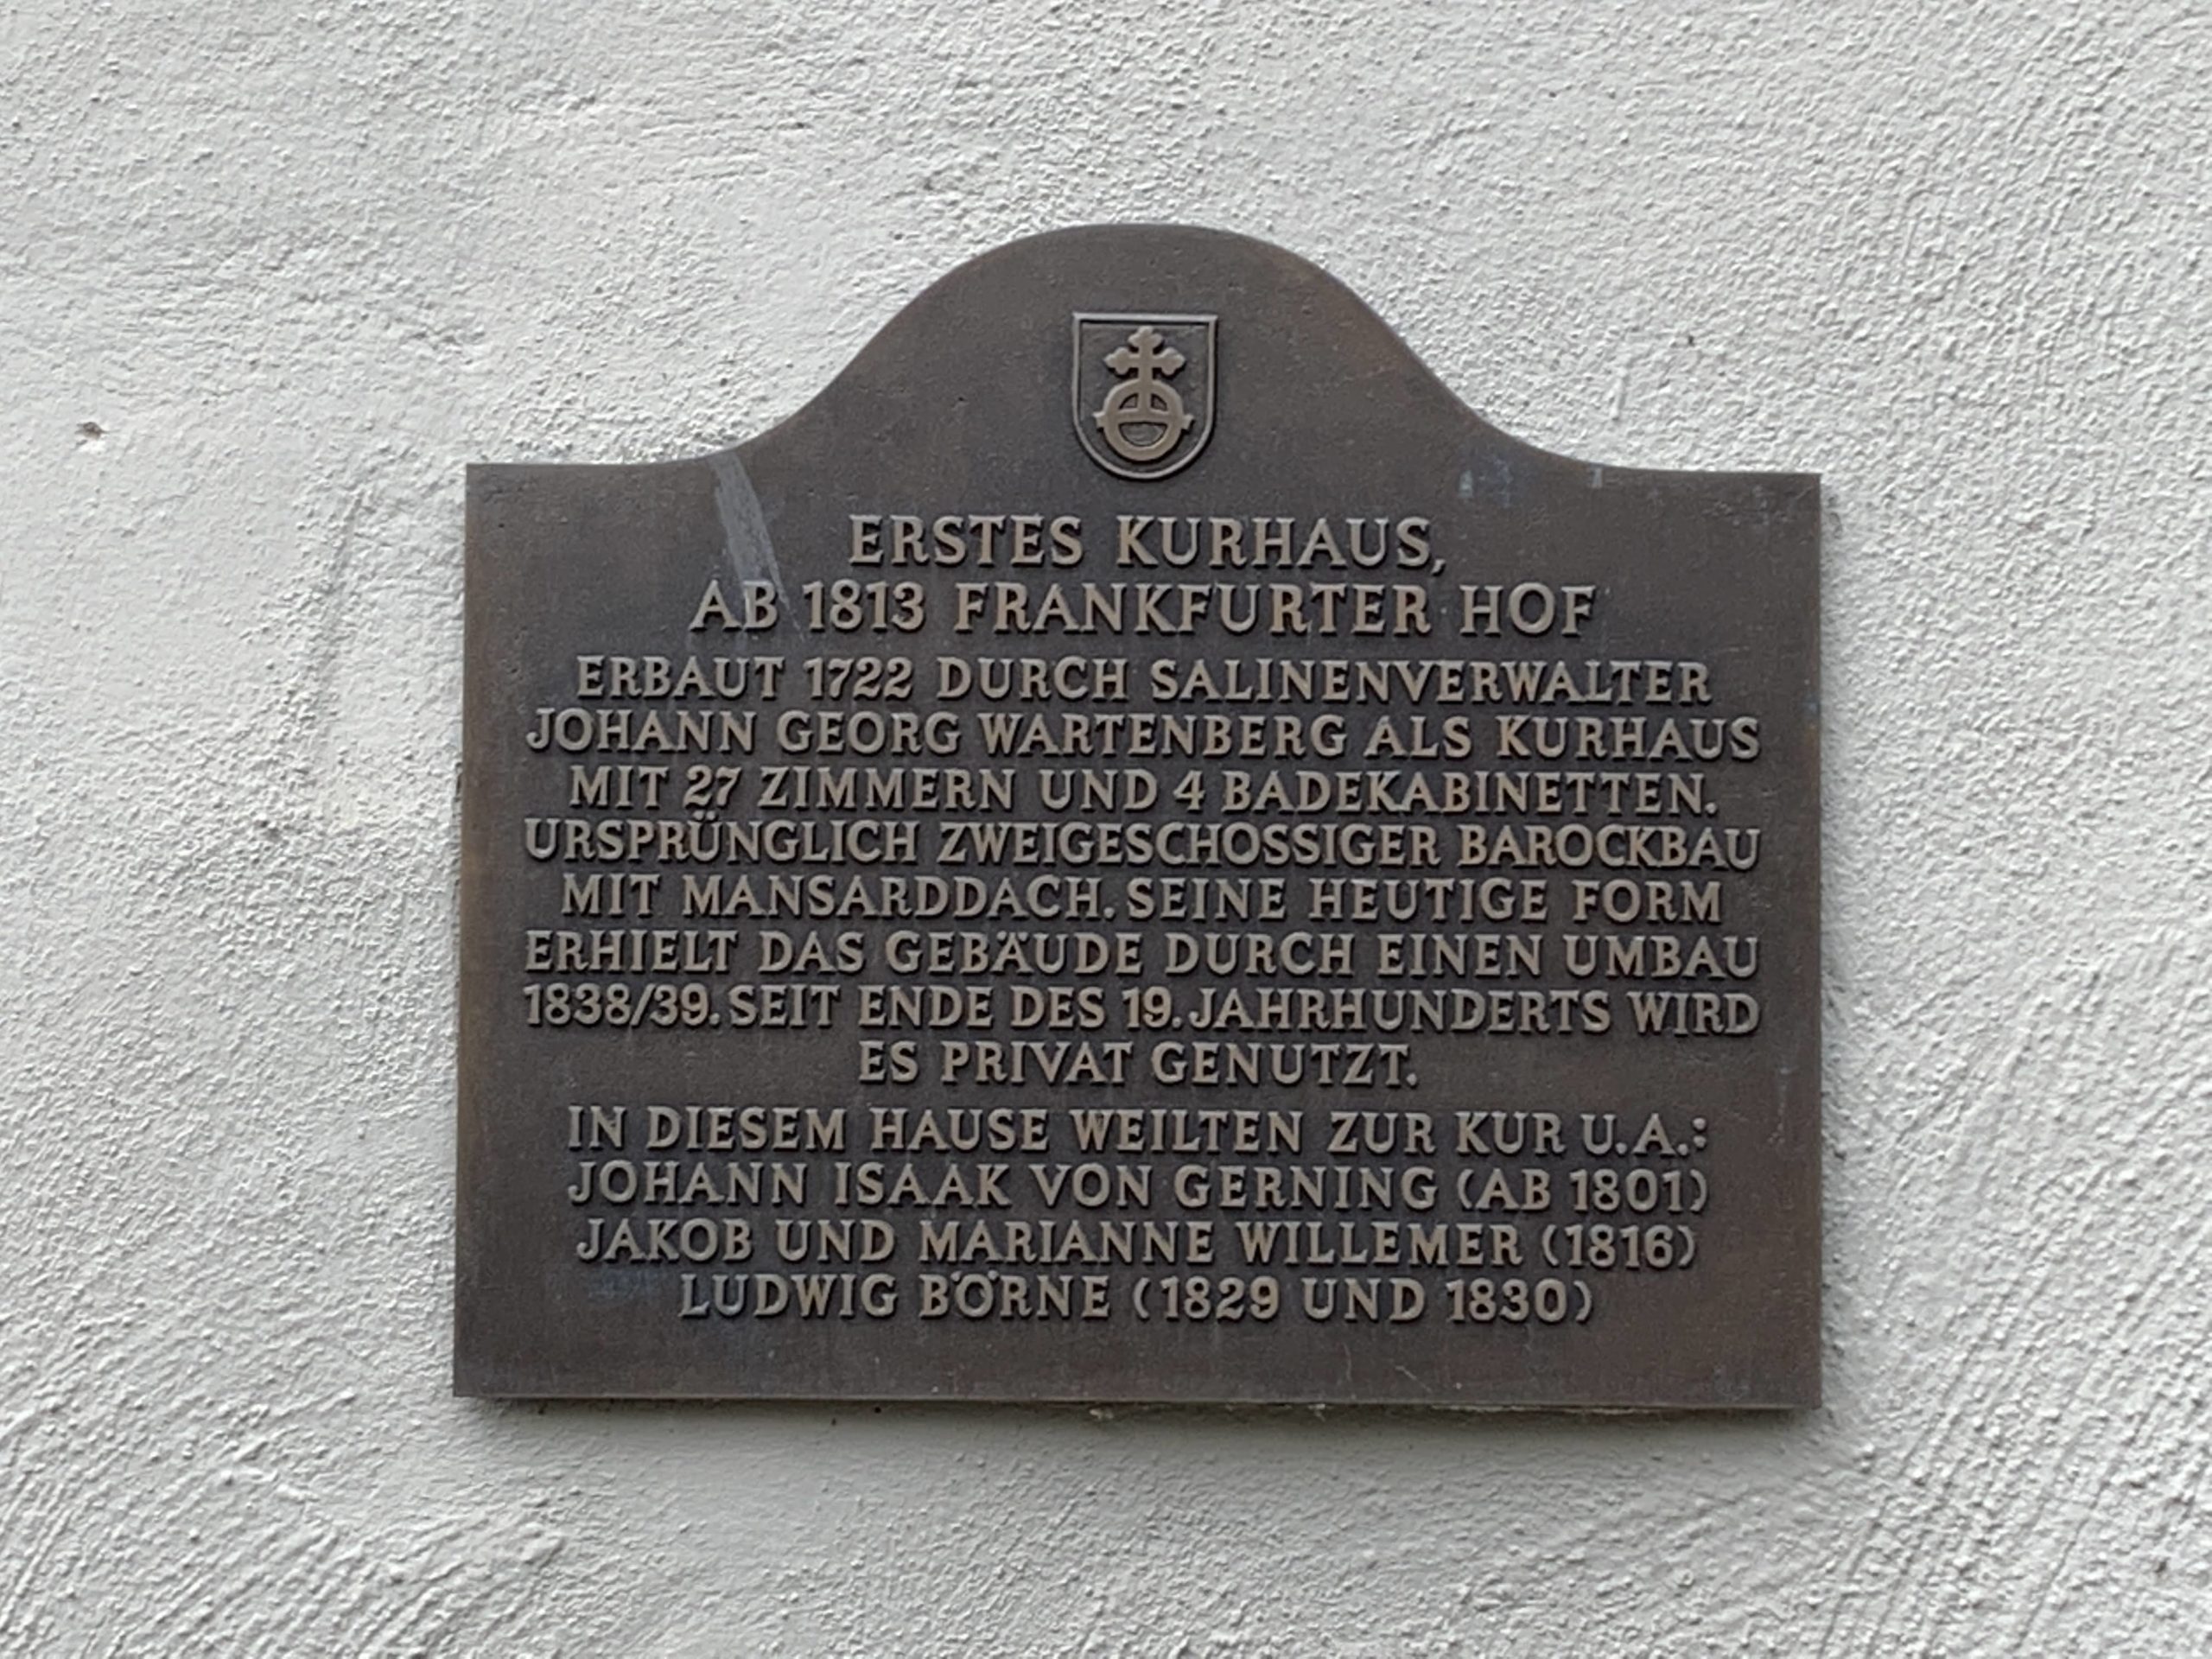 ERSTES KURHAUS,
AB 1813 FRANKFURTER HOF
ERBAUT 1722 DURCH SALINENVERWALTER
JOHANN GEORG WARTENBERG ALS KURHAUS
MIT 27 ZIMMERN UND 4 BADEKABINETTEN.
URSPRÜNGLICH ZWEIGESCHOSSIGER BAROCKBAU
MIT MANSARDDACH. SEINE HEUTIGE FORM
ERHIELT DAS GEBÄUDE DURCH EINEN UMBAU
1838/39. SEIT ENDE DES 19. JAHRHUNDERTS WIRD
ES PRIVAT GENUTZT.
IN DIESEM HAUSE WEILTEN ZUR KUR U.A.:
JOHANN ISAAK VON GERNING (AB 1801)
JAKOB UND MARIANNE WILLEMER (1816)
LUDWIG BÖRNE (1829 UND 1830)